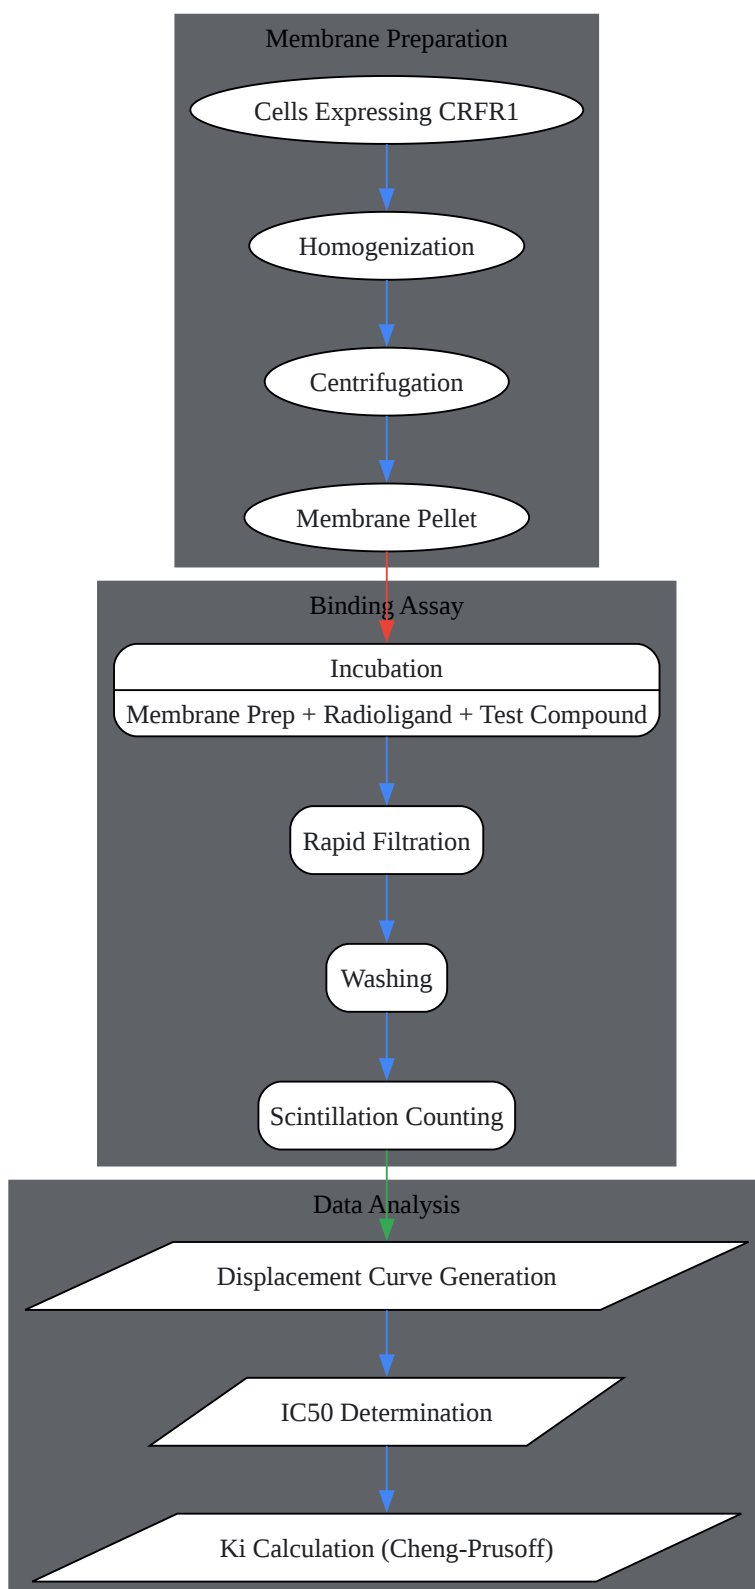 Membrane Preparation
Cells Expressing CRFR1
Homogenization
Centrifugation
Membrane Pellet
Binding Assay
Incubation
Membrane Prep + Radioligand + Test Compound
Rapid Filtration
Washing
Scintillation Counting
Data Analysis
Displacement Curve Generation
IC50 Determination
Ki Calculation (Cheng-Prusoff)